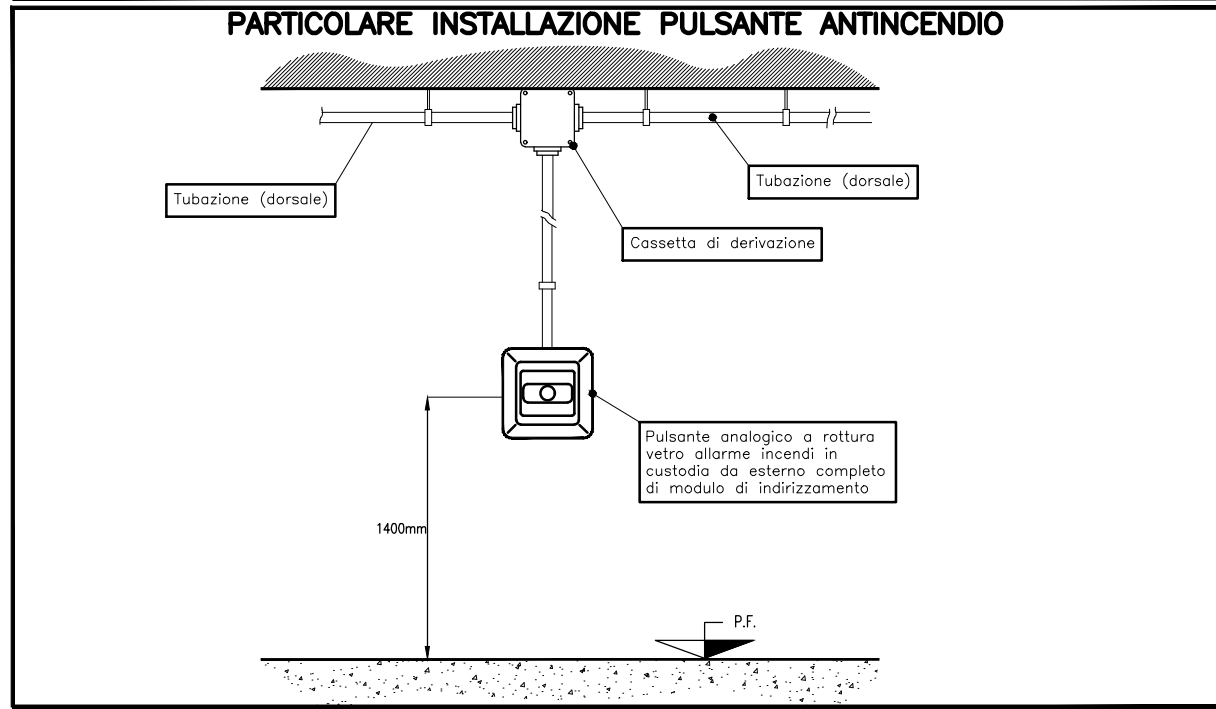 PARTICOLARE INSTALLAZIONE PULSANTE ANTINCENDIO
Tubazione (dorsale)
Tubazione (dorsale)
Cassetta di derivazione
Pulsante analogico a rottura
vetro allarme incendi in
custodia da esterno completo
di modulo di indirizzamento
1400mm
P.F.